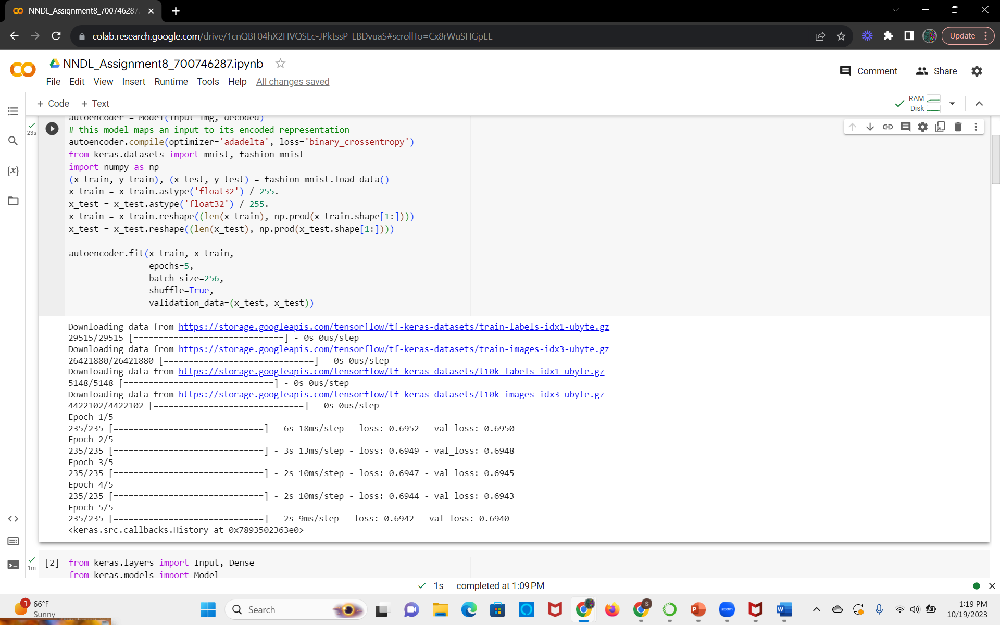 NNDL_Assignment8_700746287.
colab.research.google.com/drive/1cnQBF04hX2HVQSEc-JPktssP_EBDvuaS#scrollTo=Cx8rWuSHGpEL
Update
NNDL_Assignment8_700746287.ipynb
File Edit View Insert Runtime Tools Help All changes saved
Comment Share
+ Code + Text
RAM
Disk
23s
autoencoder = Model(input_img, decoded)
# this model maps an input to its encoded representation
autoencoder.compile(optimizer='adadelta', loss='binary_crossentropy')
from keras.datasets import mnist, fashion_mnist
import numpy as np
(x_train, y_train), (x_test, y_test) = fashion_mnist.load_data()
x_train = x_train.astype('float32') / 255.
x_test = x_test.astype('float32') / 255.
x_train = x_train.reshape((len(x_train), np.prod(x_train.shape[1:])))
x_test = x_test.reshape((len(x_test), np.prod(x_test.shape[1:])))
autoencoder.fit(x_train, x_train,
epochs=5,
batch_size=256,
shuffle=True,
validation_data=(x_test, x_test))
Downloading data from https://storage.googleapis.com/tensorflow/tf-keras-datasets/train-labels-idx1-ubyte.gz
29515/29515 [==============================] - 0s 0us/step
Downloading data from https://storage.googleapis.com/tensorflow/tf-keras-datasets/train-images-idx3-ubyte.gz
26421880/26421880 [==============================] - 0s 0us/step
Downloading data from https://storage.googleapis.com/tensorflow/tf-keras-datasets/t10k-labels-idx1-ubyte.gz
5148/5148 [==============================] - 0s 0us/step
Downloading data from https://storage.googleapis.com/tensorflow/tf-keras-datasets/t10k-images-idx3-ubyte.gz
4422102/4422102 [==============================] - 0s 0us/step
Epoch 1/5
235/235 [==============================] - 6s 18ms/step - loss: 0.6952 - val_loss: 0.6950
Epoch 2/5
235/235 [==============================] - 3s 13ms/step - loss: 0.6949 - val_loss: 0.6948
Epoch 3/5
235/235 [==============================] - 2s 10ms/step - loss: 0.6947 - val_loss: 0.6945
Epoch 4/5
235/235 [==============================] - 2s 10ms/step - loss: 0.6944 - val_loss: 0.6943
Epoch 5/5
235/235 [==============================] - 2s 9ms/step - loss: 0.6942 - val_loss: 0.6940
<keras.src.callbacks.History at 0x7893502363e0>
1m
[2] from keras.layers import Input, Dense
from keras.models import Model
1s completed at 1:09 PM
1
66°F
Sunny
Search
S
zoom
1:19 PM
10/19/2023